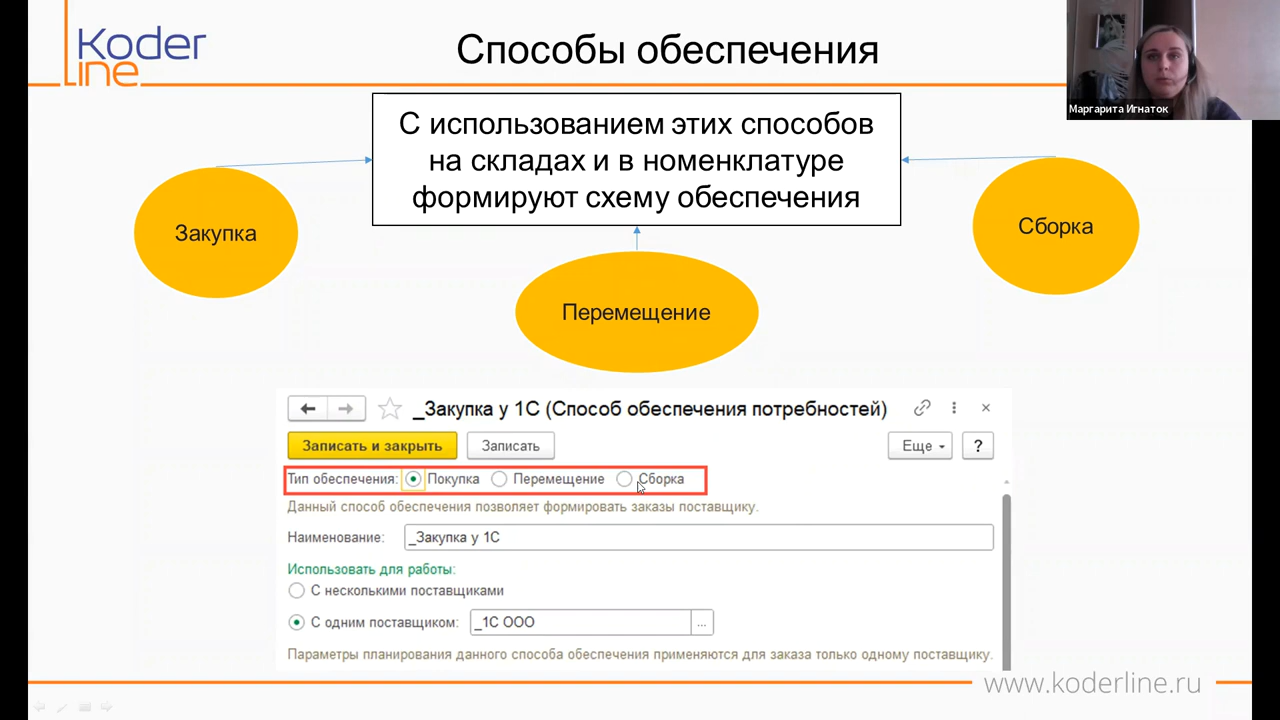 Koder
line
Способы обеспечения
Маргарита Игнаток
С использованием этих способов
на складах и в номенклатуре
формируют схему обеспечения
Закупка
Сборка
Перемещение
_Закупка у 1С (Способ обеспечения потребностей)
Записать и закрыть Записать Еще ?
Тип обеспечения: Покупка Перемещение Сборка
Данный способ обеспечения позволяет формировать заказы поставщику.
Наименование: _Закупка у 1С
Использовать для работы:
С несколькими поставщиками
С одним поставщиком: _1С ООО ...
Параметры планирования данного способа обеспечения применяются для заказа только одному поставщику.
www.koderline.ru